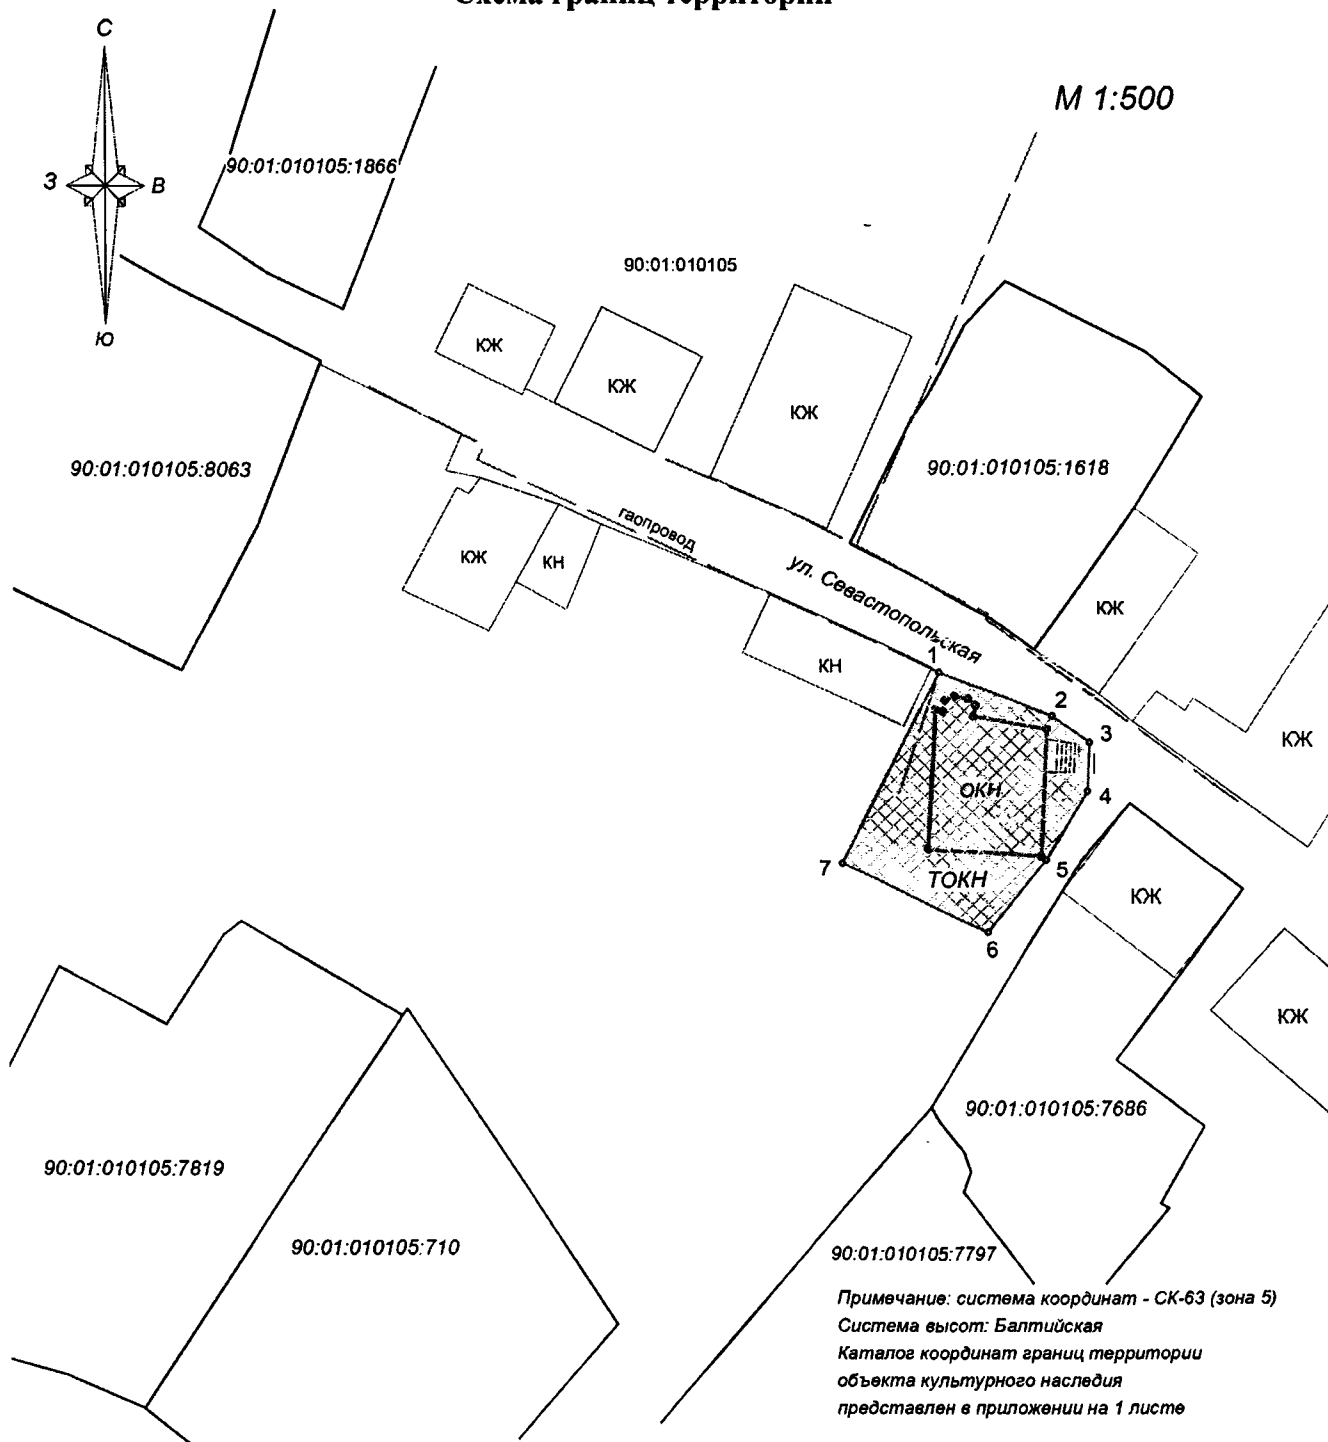 Схема границ территории
С
М 1:500
90:01:010105:1866
З
В
90:01:010105
Ю
КЖ
КЖ
КЖ
90:01:010105:8063
90:01:010105:1618
гаопровод
КЖ
КН
ул. Севастопольская
КЖ
КН
1
2
3
КЖ
ОКН
4
7
ТОКН
5
КЖ
6
КЖ
90:01:010105:7686
90:01:010105:7819
90:01:010105:710
90:01:010105:7797
Примечание: система координат - СК-63 (зона 5)
Система высот: Балтийская
Каталог координат границ территории
объекта культурного наследия
представлен в приложении на 1 листе